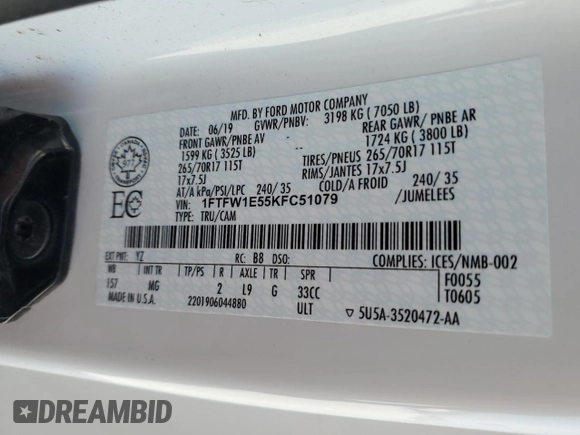 MFD. BY FORD MOTOR COMPANY
DATE: 06/19 GVWR/PNBV: 3198 KG ( 7050 LB)
FRONT GAWR/PNBE AV REAR GAWR/ PNBE AR
1599 KG ( 3525 LB) 1724 KG ( 3800 LB)
265/70R17 115T TIRES/PNEUS 265/70R17 115T
17x7.5J RIMS/JANTES 17x7.5J
AT/A kPa/PSI/LPC 240/ 35 COLD/A FROID 240/ 35
VIN: 1FTFW1E55KFC51079 /JUMELEES
TYPE: TRU/CAM
EC
EXT PNT: YZ RC: B8 DSO: COMPLIES: ICES/NMB-002
WB INT TR TP/PS R AXLE TR SPR F0055
157 MG 2 L9 G 33CC T0605
MADE IN U.S.A. 2201906044880 ULT 5U5A-3520472-AA
DREAMBID